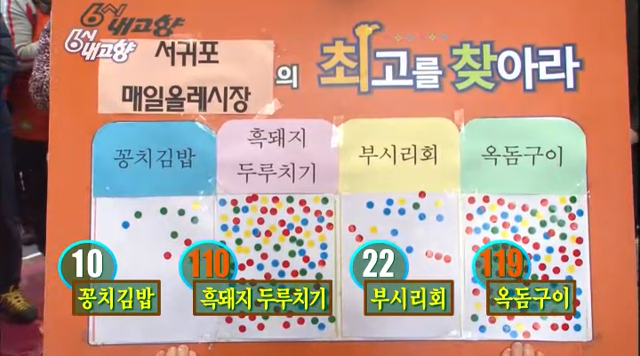 6시 내고향
6시 내고향
서귀포
매일올레시장
의 최고를 찾아라
꽁치김밥
흑돼지
두루치기
부시리회
옥돔구이
10
꽁치김밥
110
흑돼지 두루치기
22
부시리회
119
옥돔구이